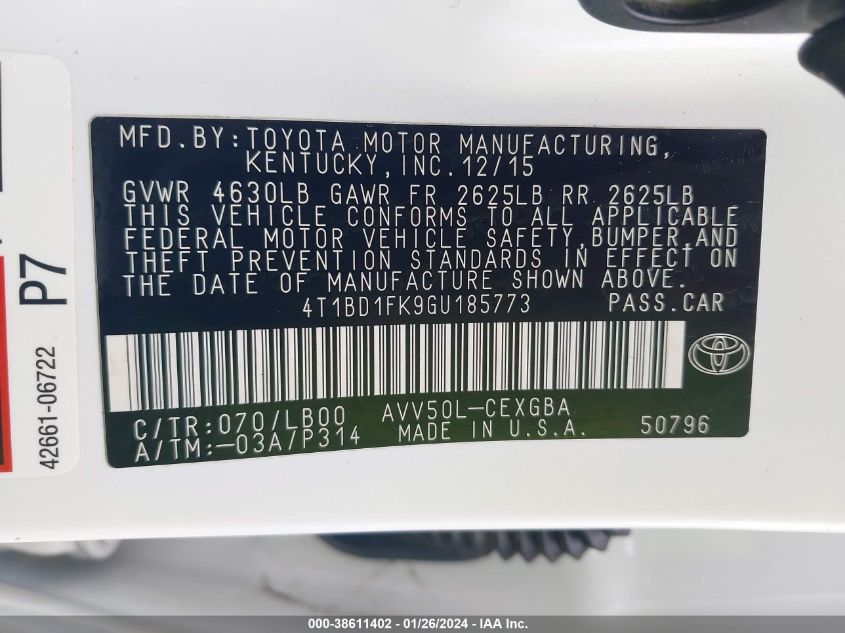 MFD.BY:TOYOTA MOTOR MANUFACTURING,
KENTUCKY,INC.12/15
GVWR 4630LB GAWR FR 2625LB RR 2625LB
THIS VEHICLE CONFORMS TO ALL APPLICABLE
FEDERAL MOTOR VEHICLE SAFETY,BUMPER,AND
THEFT PREVENTION STANDARDS IN EFFECT ON
THE DATE OF MANUFACTURE SHOWN ABOVE.
4T1BD1FK9GU185773 PASS.CAR
C/TR:070/LB00 AVV50L-CEXGBA
A/TM:-03A/P314 MADE IN U.S.A. 50796
P7
42661-06722
000-38611402 - 01/26/2024 - IAA Inc.